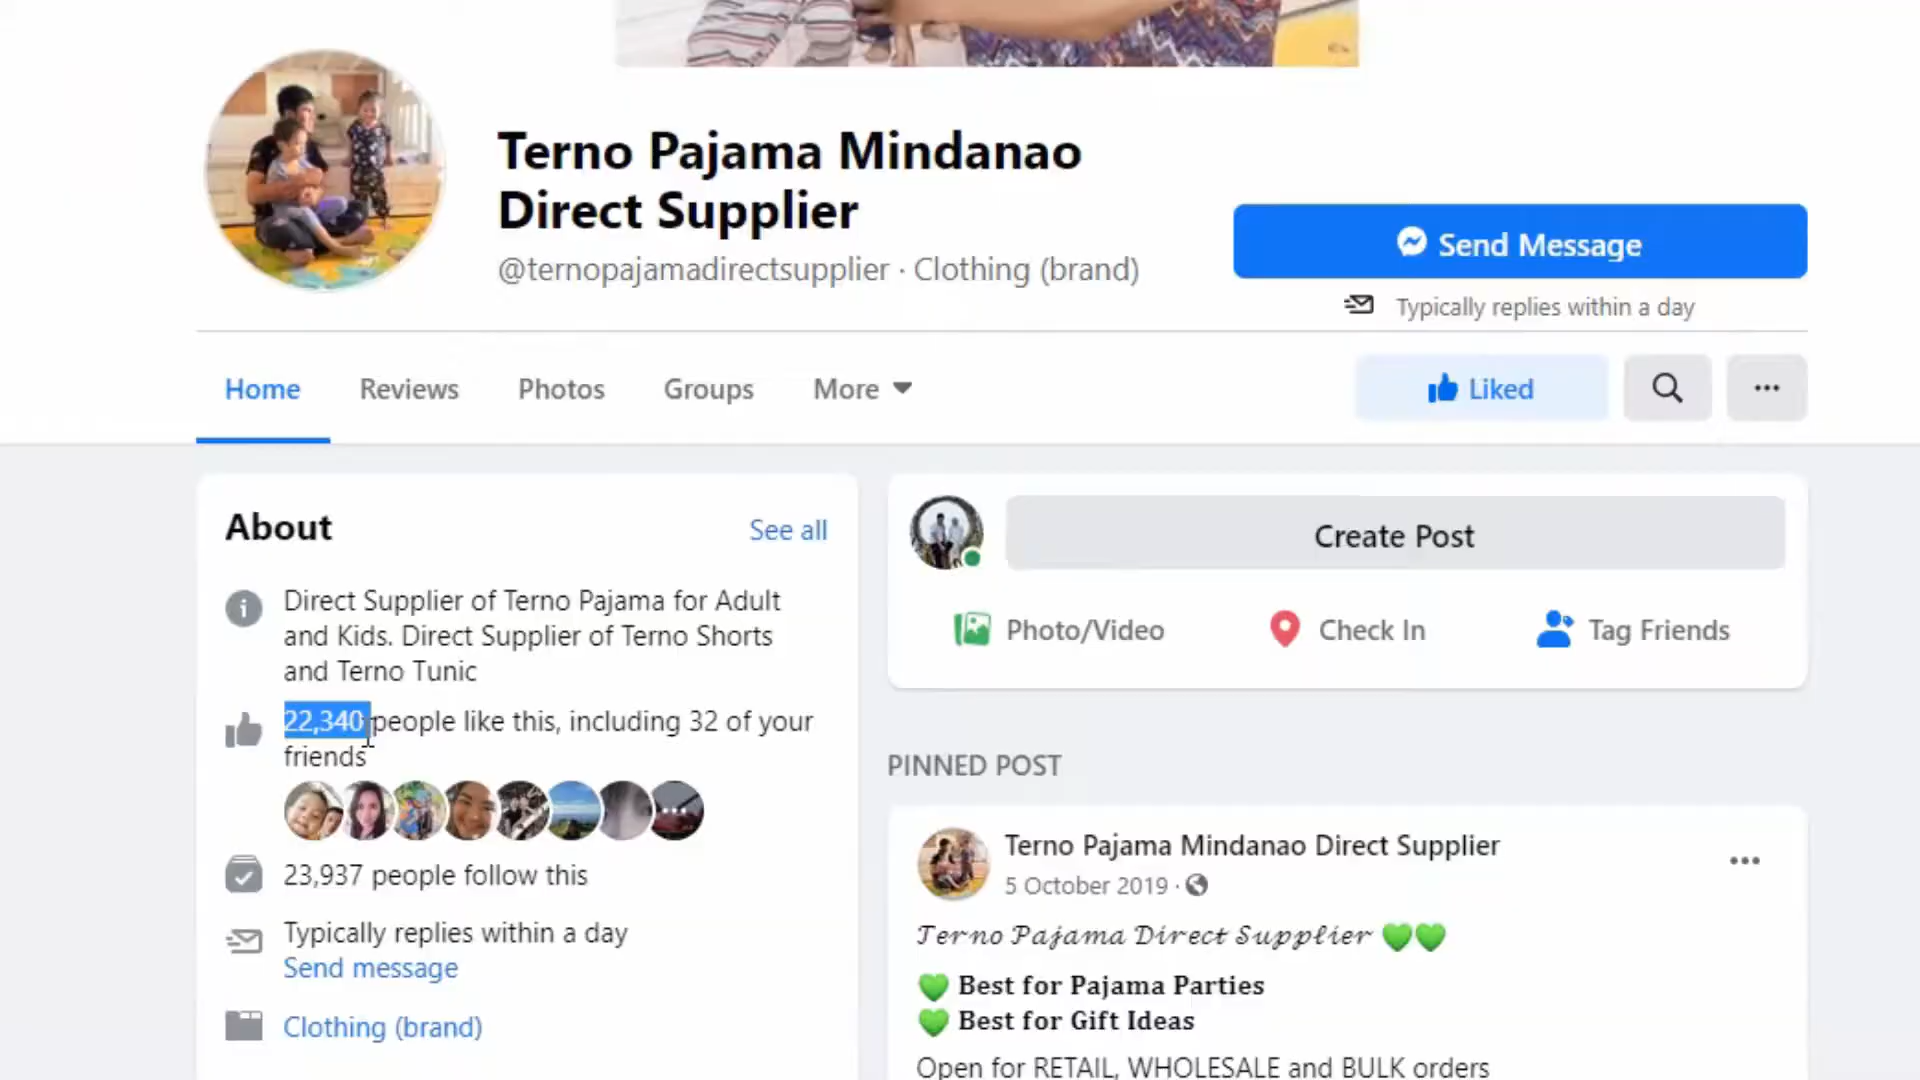 Terno Pajama Mindanao
Direct Supplier
@ternopajamadirectsupplier · Clothing (brand)
Send Message
Typically replies within a day
Home
Reviews
Photos
Groups
More
Liked
About
See all
Direct Supplier of Terno Pajama for Adult
and Kids. Direct Supplier of Terno Shorts
and Terno Tunic
22,340 people like this, including 32 of your
friends
23,937 people follow this
Typically replies within a day
Send message
Clothing (brand)
Create Post
Photo/Video
Check In
Tag Friends
PINNED POST
Terno Pajama Mindanao Direct Supplier
5 October 2019 ·
𝓣𝓮𝓻𝓷𝓸 𝓟𝓪𝓳𝓪𝓶𝓪 𝓓𝓲𝓻𝓮𝓬𝓽 𝓢𝓾𝓹𝓹𝓵𝓲𝓮𝓻 💚💚
💚 Best for Pajama Parties
💚 Best for Gift Ideas
Open for RETAIL, WHOLESALE and BULK orders